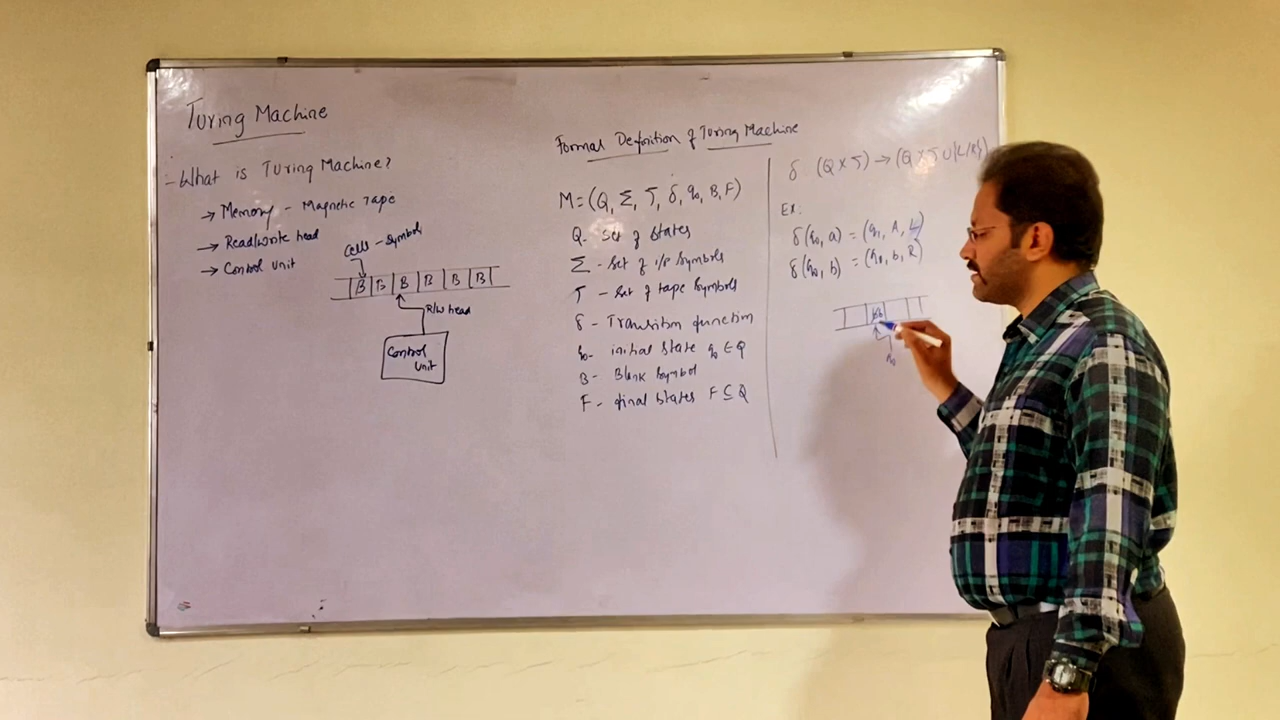 Turing Machine
- What is Turing Machine?
→ Memory - Magnetic Tape
→ Read/write head
→ Control unit
Cells - Symbols
B B B B B B
R/W head
Control
Unit
Formal Definition of Turing Machine
M = (Q, Σ, Τ, δ, q₀, B, F)
Q - Set of States
Σ - Set of i/p Symbols
Τ - Set of tape Symbols
δ - Transition function
q₀ - initial state q₀ ∈ Q
B - Blank Symbol
F - final States F ⊆ Q
δ (Q × Τ) → (Q × Τ ∪ {L/R})
Ex:
δ(q₀, a) = (q₁, A, L)
δ(q₀, b) = (q₀, b, R)
q₀